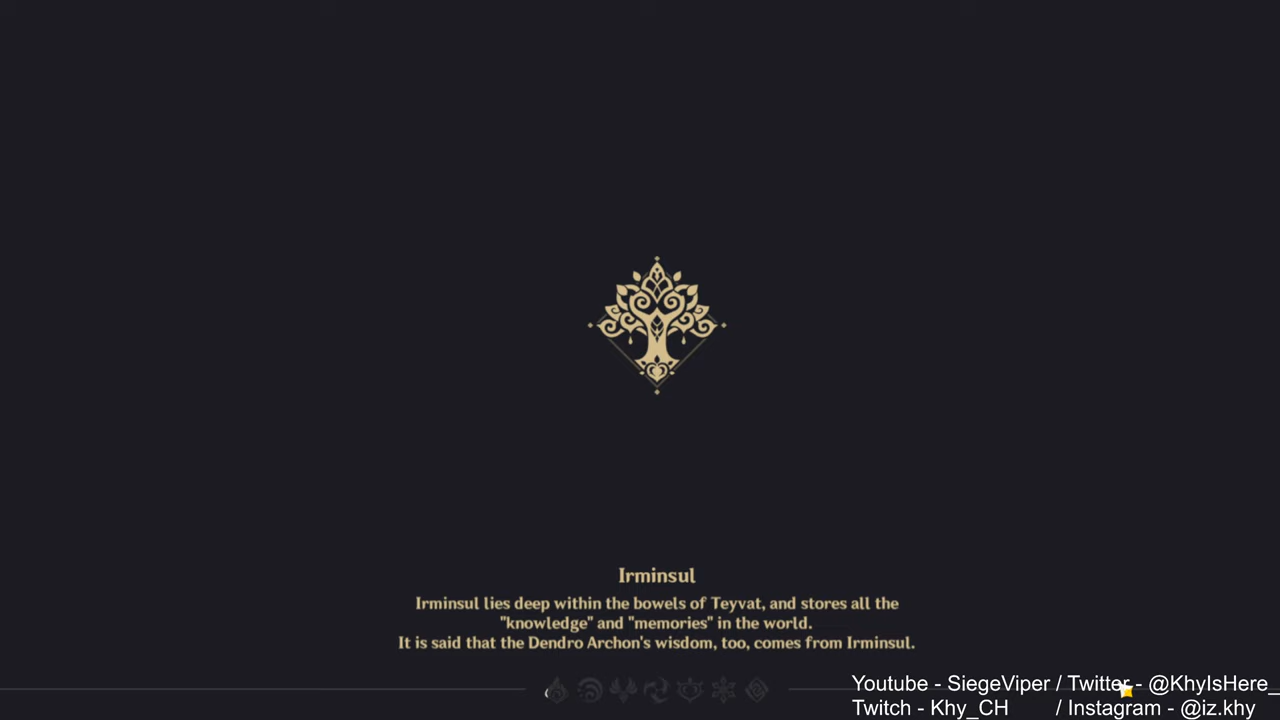 Irminsul
Irminsul lies deep within the bowels of Teyvat, and stores all the
"knowledge" and "memories" in the world.
It is said that the Dendro Archon's wisdom, too, comes from Irminsul.
Youtube - SiegeViper / Twitter - @KhyIsHere_
Twitch - Khy_CH / Instagram - @iz.khy